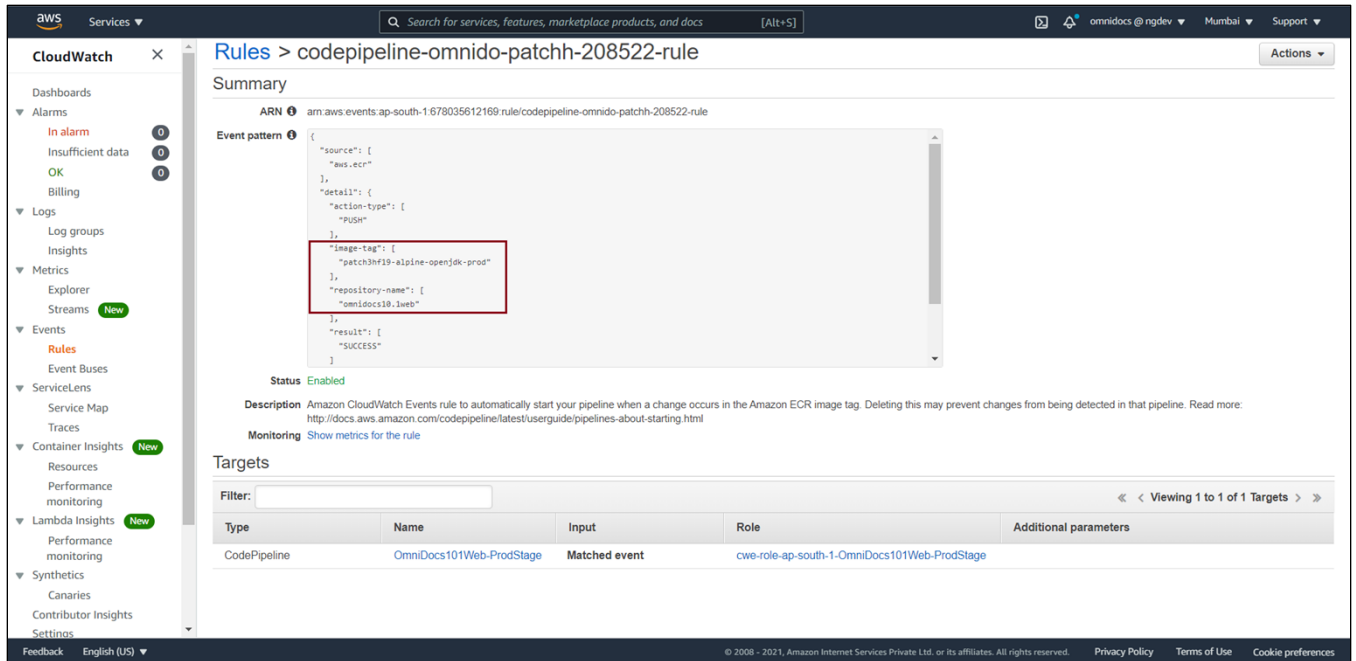 aws
Services
Search for services, features, marketplace products, and docs [Alt+S]
omnidocs @ ngdev
Mumbai
Support
CloudWatch
Dashboards
Alarms
In alarm 0
Insufficient data 0
OK 0
Billing
Logs
Log groups
Insights
Metrics
Explorer
Streams New
Events
Rules
Event Buses
ServiceLens
Service Map
Traces
Container Insights New
Resources
Performance
monitoring
Lambda Insights New
Performance
monitoring
Synthetics
Canaries
Contributor Insights
Settings
Rules > codepipeline-omnido-patchh-208522-rule
Actions
Summary
ARN arn:aws:events:ap-south-1:678035612169:rule/codepipeline-omnido-patchh-208522-rule
Event pattern {
"source": [
"aws.ecr"
],
"detail": {
"action-type": [
"PUSH"
],
"image-tag": [
"patch3hf19-alpine-openjdk-prod"
],
"repository-name": [
"omnidocs10.1web"
],
"result": [
"SUCCESS"
]
Status Enabled
Description Amazon CloudWatch Events rule to automatically start your pipeline when a change occurs in the Amazon ECR image tag. Deleting this may prevent changes from being detected in that pipeline. Read more:
http://docs.aws.amazon.com/codepipeline/latest/userguide/pipelines-about-starting.html
Monitoring Show metrics for the rule
Targets
Filter:
« < Viewing 1 to 1 of 1 Targets > »
Type Name Input Role Additional parameters
CodePipeline OmniDocs101Web-ProdStage Matched event cwe-role-ap-south-1-OmniDocs101Web-ProdStage
Feedback English (US)
© 2008 - 2021, Amazon Internet Services Private Ltd. or its affiliates. All rights reserved. Privacy Policy Terms of Use Cookie preferences